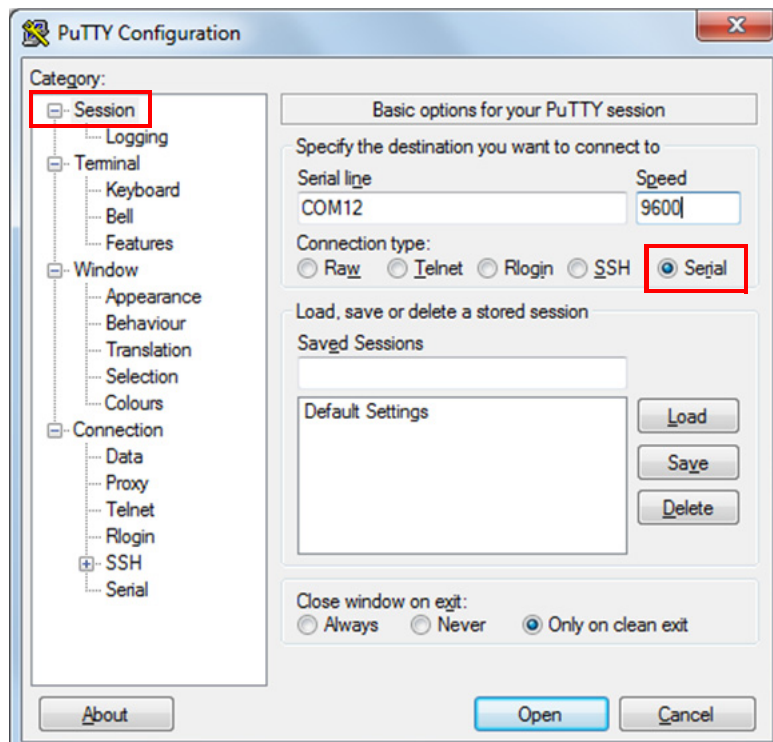 PuTTY Configuration
Category:
Session
Logging
Terminal
Keyboard
Bell
Features
Window
Appearance
Behaviour
Translation
Selection
Colours
Connection
Data
Proxy
Telnet
Rlogin
SSH
Serial
Basic options for your PuTTY session
Specify the destination you want to connect to
Serial line Speed
COM12 9600
Connection type:
Raw Telnet Rlogin SSH Serial
Load, save or delete a stored session
Saved Sessions
Default Settings
Load
Save
Delete
Close window on exit:
Always Never Only on clean exit
About Open Cancel